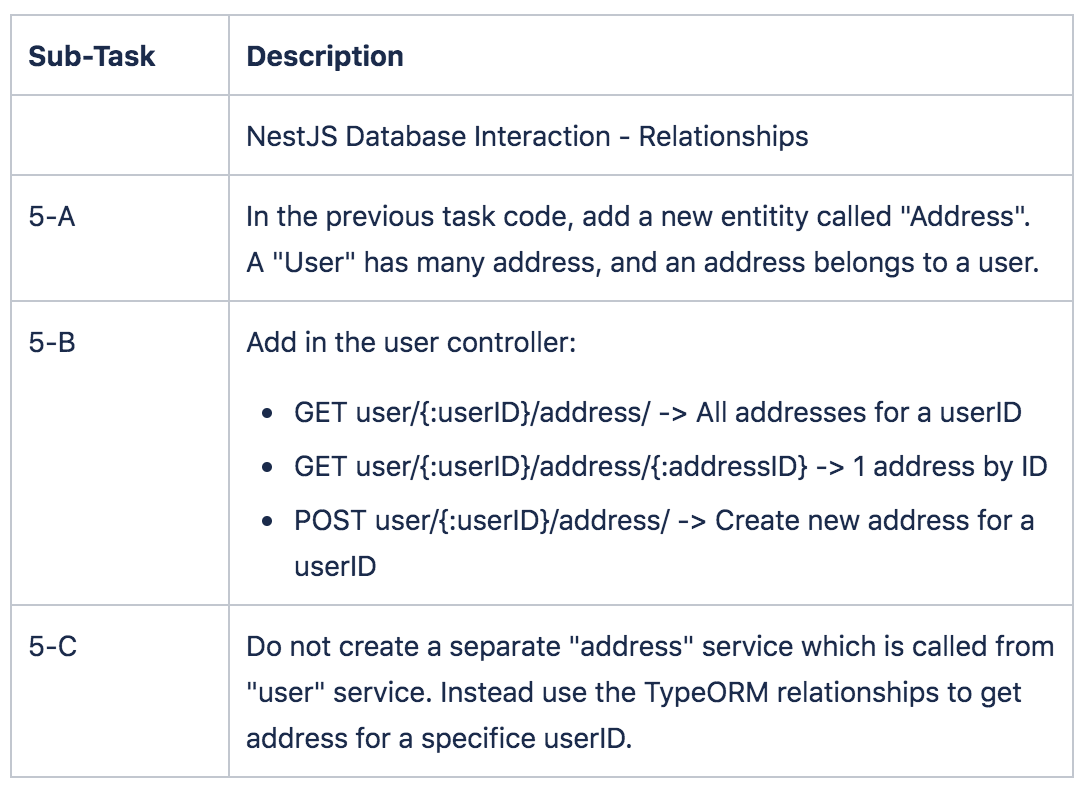 Sub-Task Description
NestJS Database Interaction - Relationships
5-A In the previous task code, add a new entitity called "Address".
A "User" has many address, and an address belongs to a user.
5-B Add in the user controller:
• GET user/{:userID}/address/ -> All addresses for a userID
• GET user/{:userID}/address/{:addressID} -> 1 address by ID
• POST user/{:userID}/address/ -> Create new address for a
userID
5-C Do not create a separate "address" service which is called from
"user" service. Instead use the TypeORM relationships to get
address for a specifice userID.